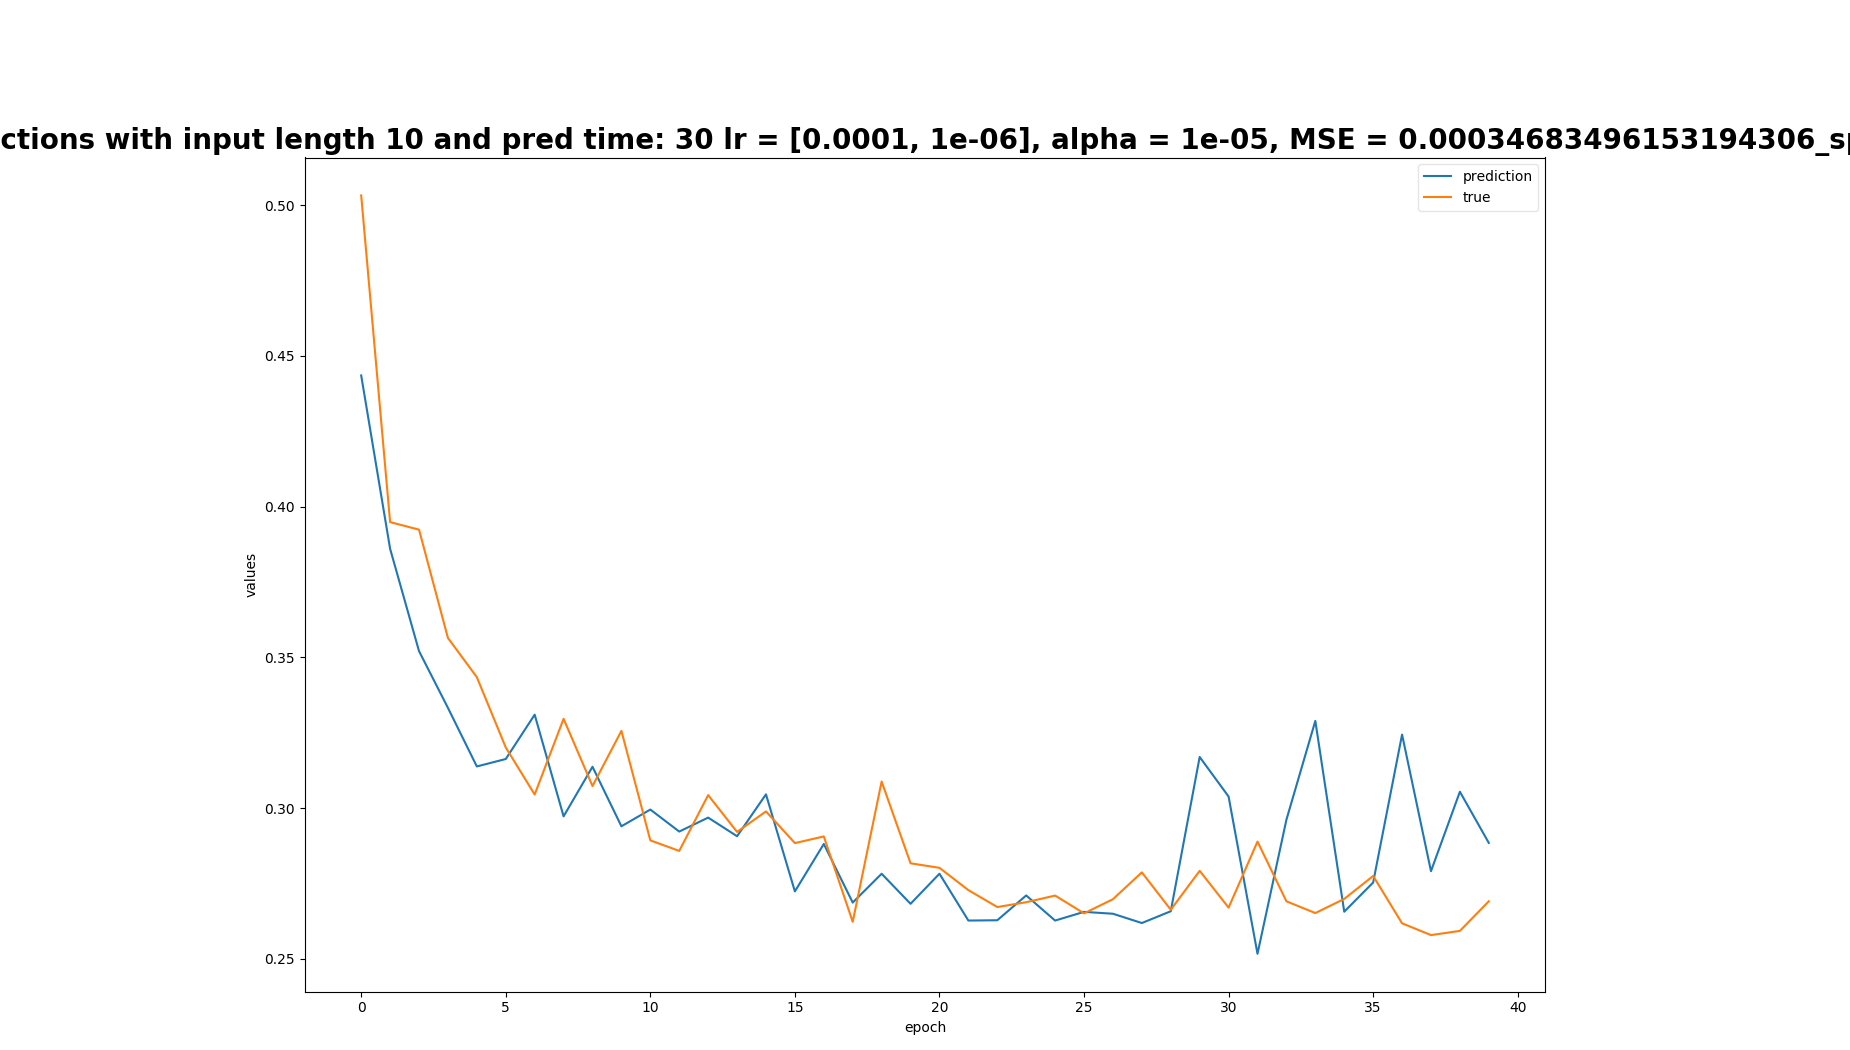 ctions with input length 10 and pred time: 30 lr = [0.0001, 1e-06], alpha = 1e-05, MSE = 0.00034683496153194306_sp
prediction
true
0.50
0.45
0.40
0.35
0.30
0.25
values
0 5 10 15 20 25 30 35 40
epoch